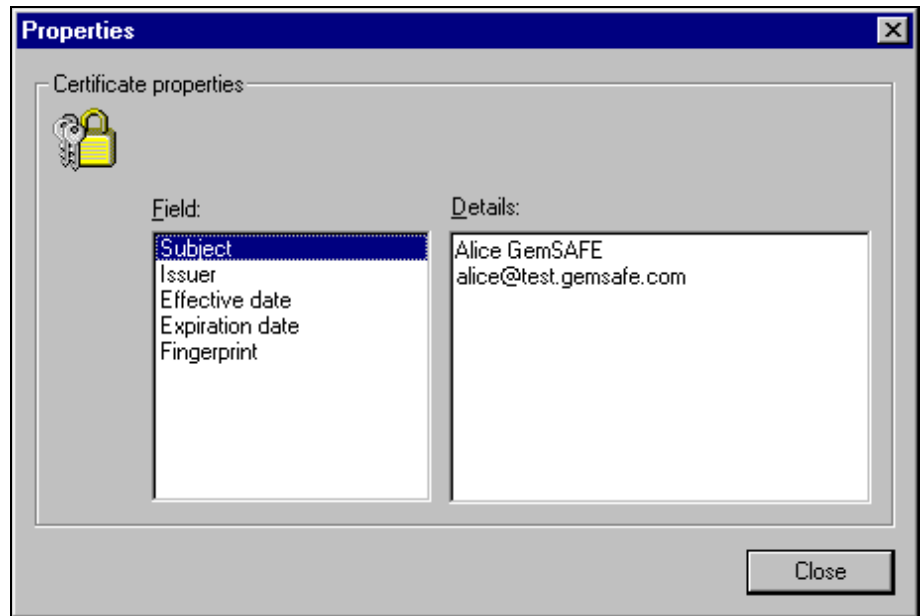 Properties
Certificate properties
Field:
Details:
Subject
Issuer
Effective date
Expiration date
Fingerprint
Alice GemSAFE
alice@test.gemsafe.com
Close